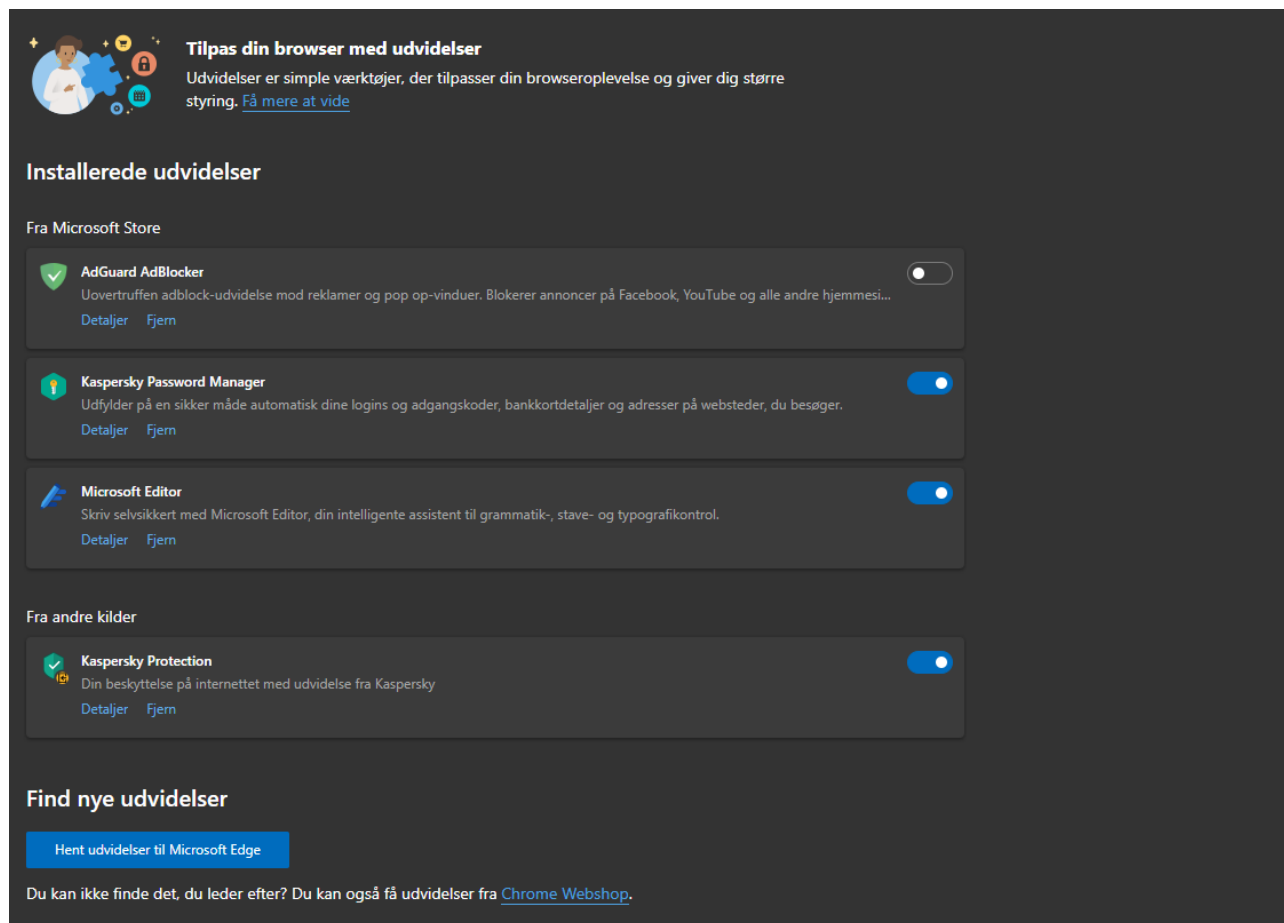 Tilpas din browser med udvidelser
Udvidelser er simple værktøjer, der tilpasser din browseroplevelse og giver dig større
styring. Få mere at vide
Installerede udvidelser
Fra Microsoft Store
AdGuard AdBlocker
Uovertruffen adblock-udvidelse mod reklamer og pop op-vinduer. Blokerer annoncer på Facebook, YouTube og alle andre hjemmesi...
Detaljer Fjern
Kaspersky Password Manager
Udfylder på en sikker måde automatisk dine logins og adgangskoder, bankkortdetaljer og adresser på websteder, du besøger.
Detaljer Fjern
Microsoft Editor
Skriv selvsikkert med Microsoft Editor, din intelligente assistent til grammatik-, stave- og typografikontrol.
Detaljer Fjern
Fra andre kilder
Kaspersky Protection
Din beskyttelse på internettet med udvidelse fra Kaspersky
Detaljer Fjern
Find nye udvidelser
Hent udvidelser til Microsoft Edge
Du kan ikke finde det, du leder efter? Du kan også få udvidelser fra Chrome Webshop.